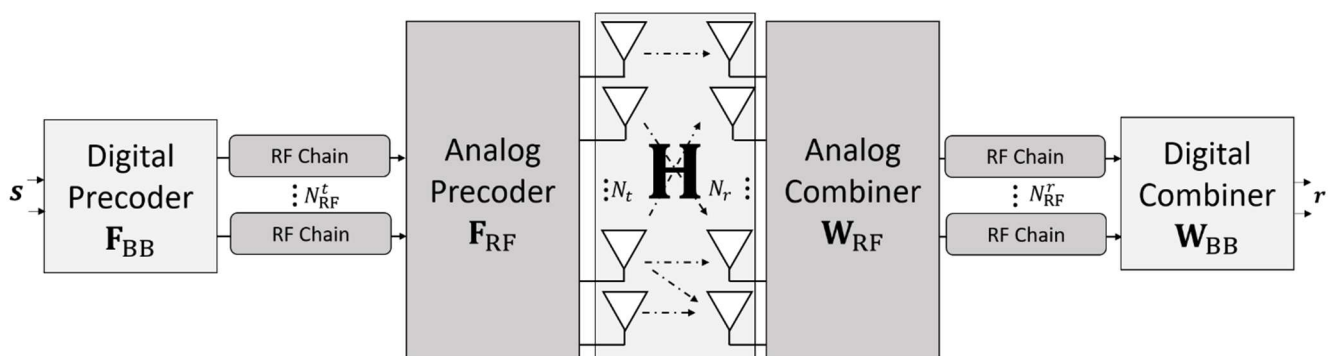 s
Digital
Precoder
F_BB
RF Chain
⋮ N_RF^t
RF Chain
Analog
Precoder
F_RF
⋮ N_t
H
N_r ⋮
Analog
Combiner
W_RF
RF Chain
⋮ N_RF^r
RF Chain
Digital
Combiner
W_BB
r